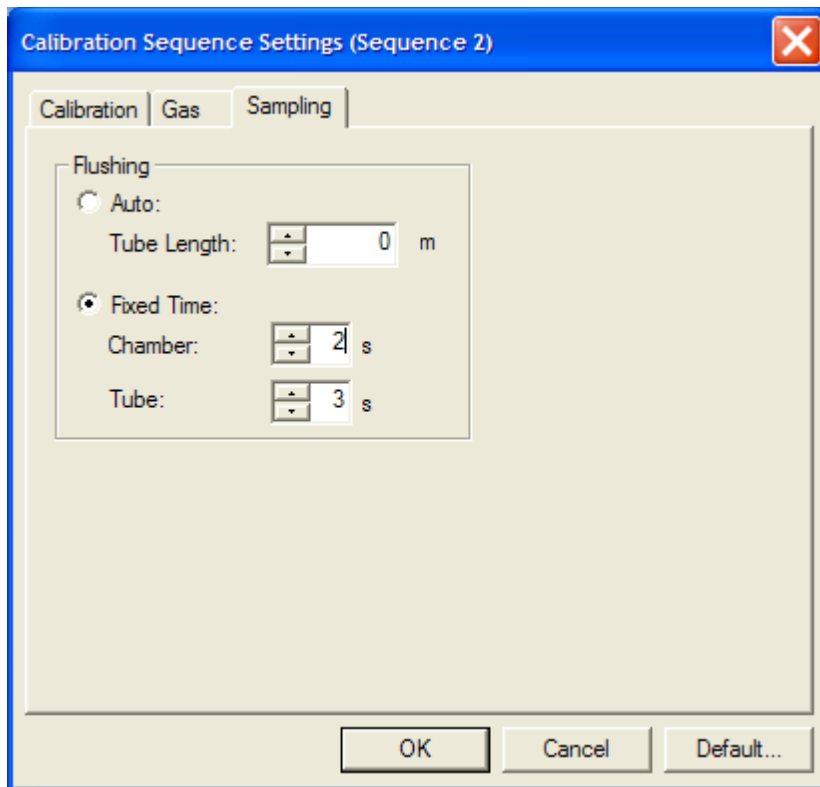 Calibration Sequence Settings (Sequence 2)
Calibration Gas Sampling
Flushing
Auto:
Tube Length: 0 m
Fixed Time:
Chamber: 2 s
Tube: 3 s
OK Cancel Default...